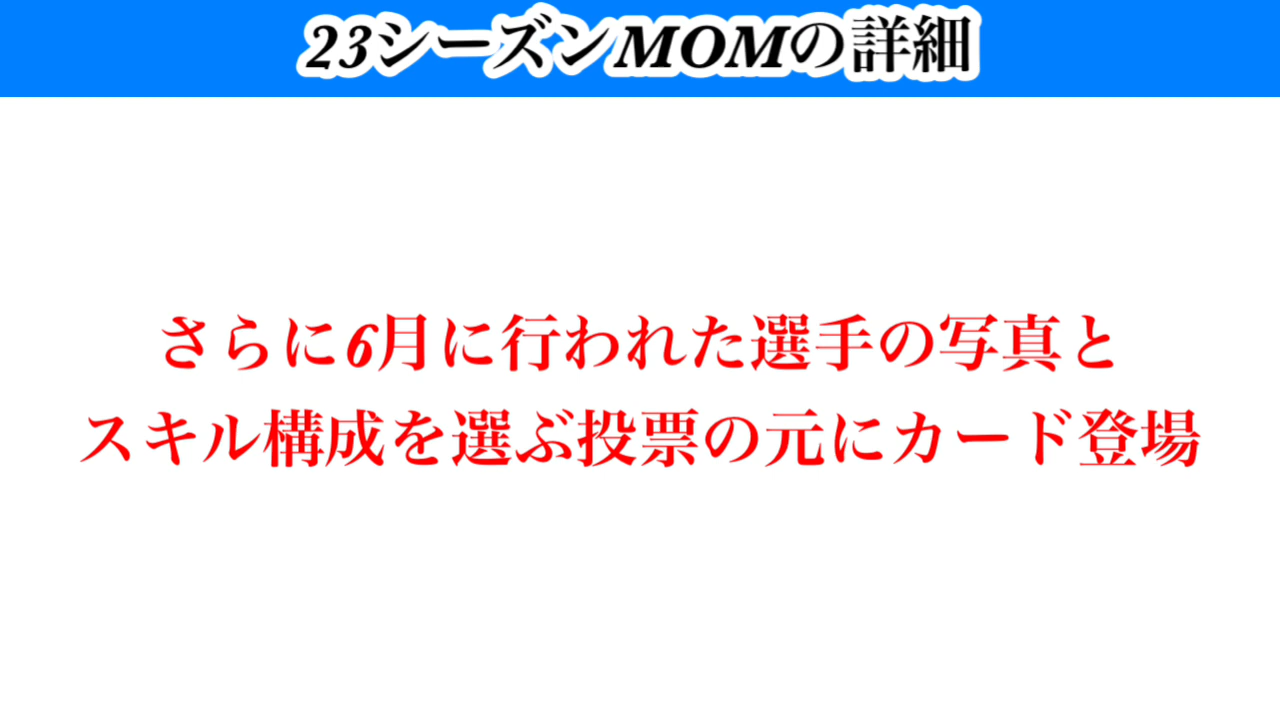 23シーズンMOMの詳細
さらに6月に行われた選手の写真と
スキル構成を選ぶ投票の元にカード登場